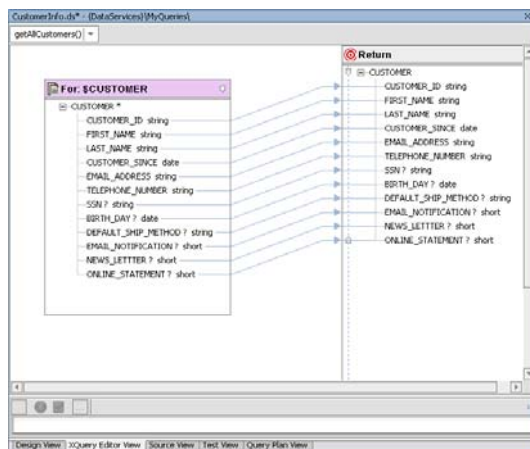 CustomerInfo.ds* - {DataServices}\MyQueries\
getAllCustomers()
For: $CUSTOMER
CUSTOMER *
CUSTOMER_ID string
FIRST_NAME string
LAST_NAME string
CUSTOMER_SINCE date
EMAIL_ADDRESS string
TELEPHONE_NUMBER string
SSN ? string
BIRTH_DAY ? date
DEFAULT_SHIP_METHOD ? string
EMAIL_NOTIFICATION ? short
NEWS_LETTTER ? short
ONLINE_STATEMENT ? short
Return
CUSTOMER
CUSTOMER_ID string
FIRST_NAME string
LAST_NAME string
CUSTOMER_SINCE date
EMAIL_ADDRESS string
TELEPHONE_NUMBER string
SSN ? string
BIRTH_DAY ? date
DEFAULT_SHIP_METHOD ? string
EMAIL_NOTIFICATION ? short
NEWS_LETTTER ? short
ONLINE_STATEMENT ? short
Design View XQuery Editor View Source View Test View Query Plan View